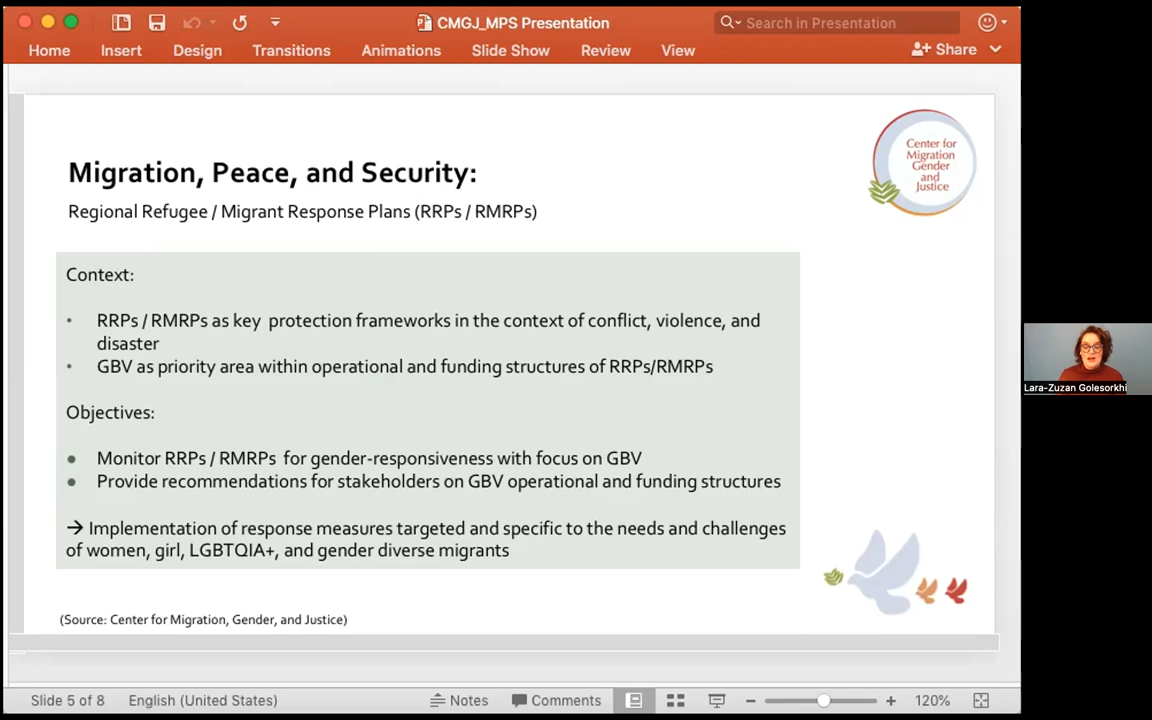 CMGJ_MPS Presentation
Search in Presentation
Home Insert Design Transitions Animations Slide Show Review View Share
Center for
Migration
Gender
and
Justice
Migration, Peace, and Security:
Regional Refugee / Migrant Response Plans (RRPs / RMRPs)
Context:
• RRPs / RMRPs as key protection frameworks in the context of conflict, violence, and
disaster
• GBV as priority area within operational and funding structures of RRPs/RMRPs
Lara-Zuzan Golesorkhi
Objectives:
● Monitor RRPs / RMRPs for gender-responsiveness with focus on GBV
● Provide recommendations for stakeholders on GBV operational and funding structures
→ Implementation of response measures targeted and specific to the needs and challenges
of women, girl, LGBTQIA+, and gender diverse migrants
(Source: Center for Migration, Gender, and Justice)
Slide 5 of 8 English (United States) Notes Comments 120%